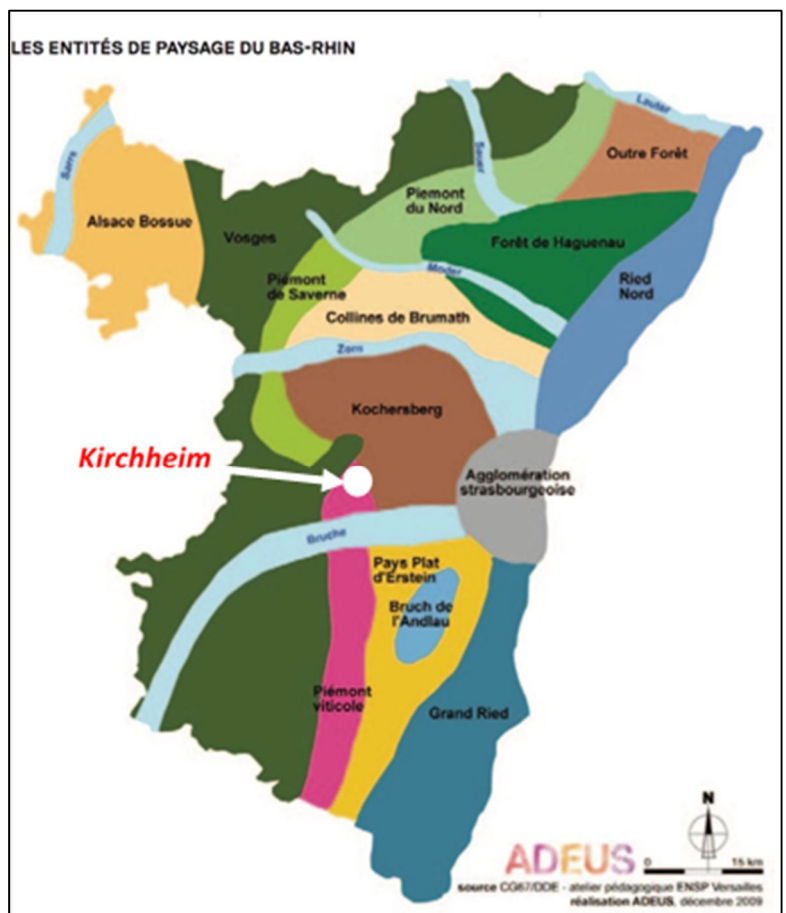 LES ENTITÉS DE PAYSAGE DU BAS-RHIN
Lauter
Sarre
Sauer
Outre Forêt
Alsace Bossue
Piemont
du Nord
Vosges
Forêt de Haguenau
Moder
Piémont
de Saverne
Ried
Nord
Collines de Brumath
Zorn
Kochersberg
Kirchheim
Agglomération
strasbourgeoise
Bruche
Pays Plat
d'Erstein
Bruch de
l'Andlau
Piémont
viticole
Grand Ried
N
ADEUS
0 15 km
source CG67/DDE - atelier pédagogique ENSP Versailles
réalisation ADEUS, décembre 2009